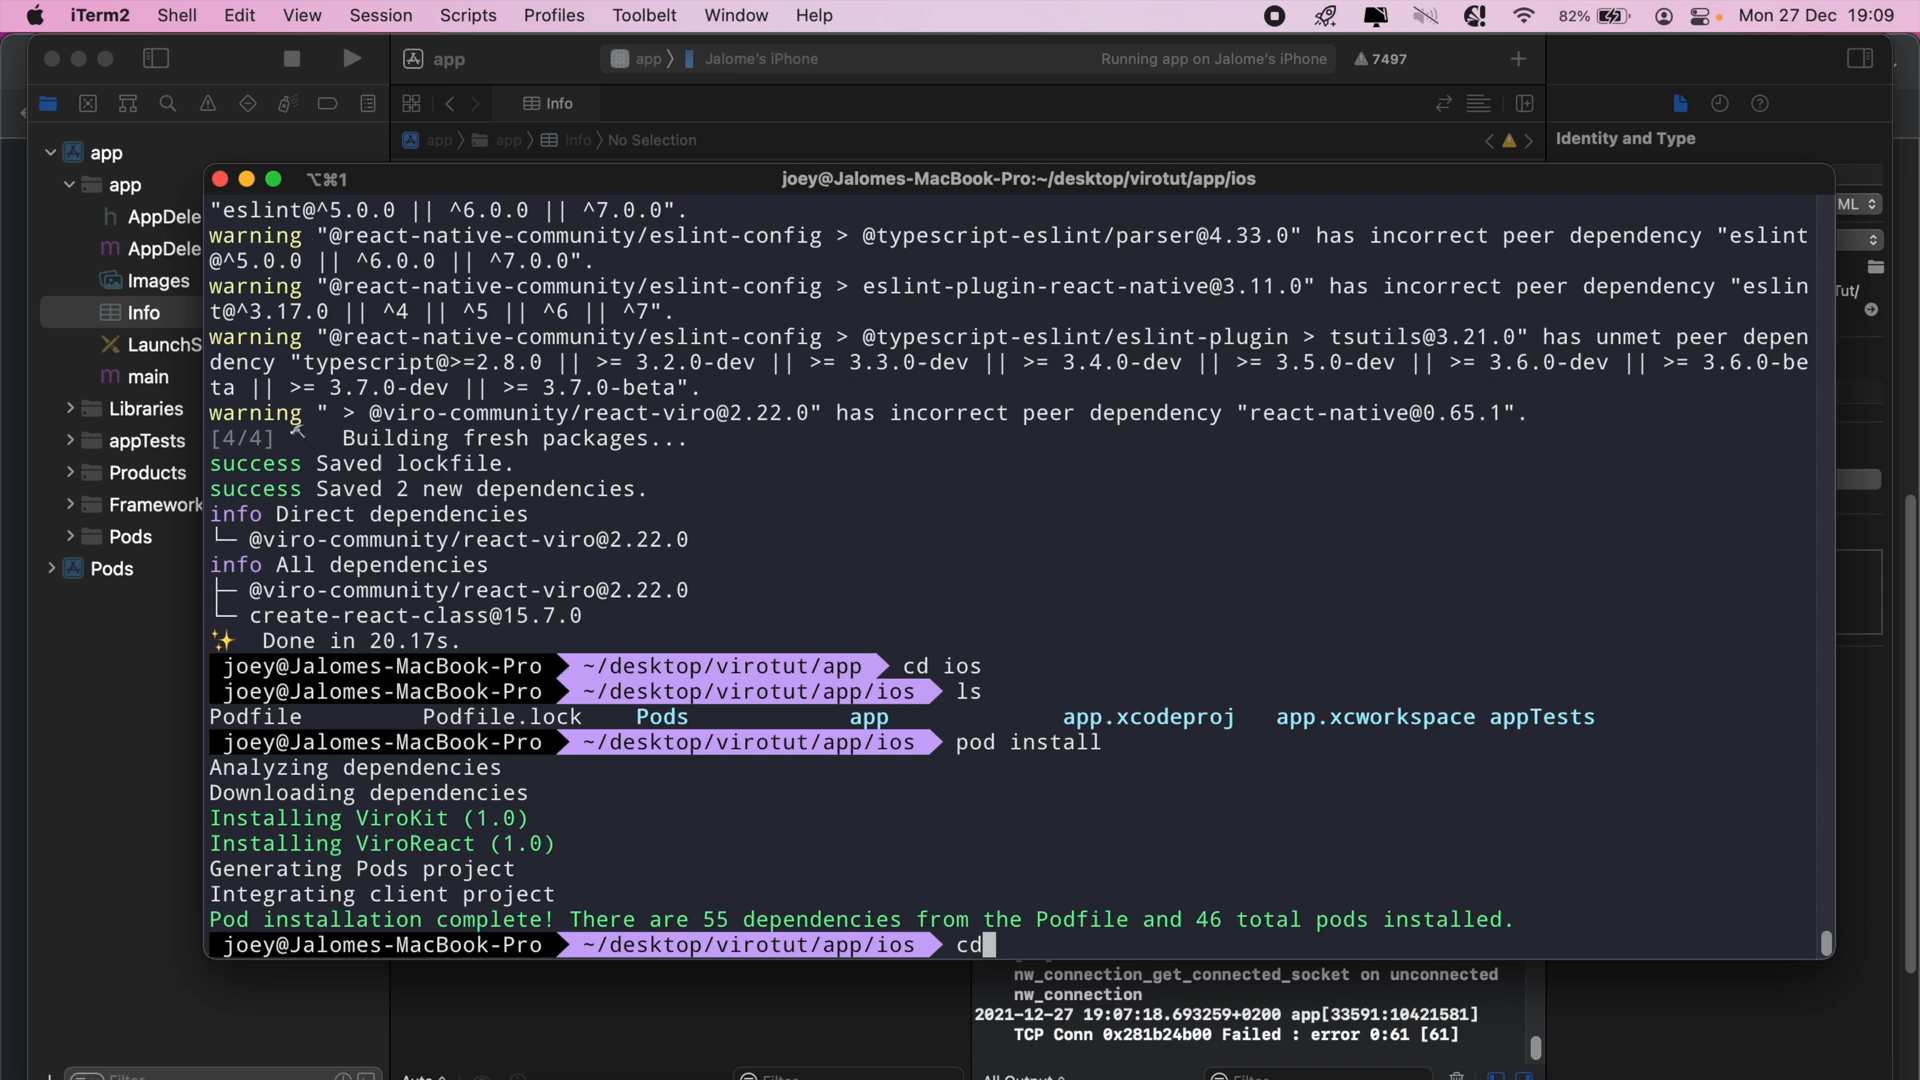 iTerm2 Shell Edit View Session Scripts Profiles Toolbelt Window Help 82% Mon 27 Dec 19:09
app app Jalome's iPhone Running app on Jalome's iPhone 7497
Info
app app Info No Selection
Identity and Type
app
app
AppDele
AppDele
Images
Info
LaunchS
main
Libraries
appTests
Products
Framework
Pods
Pods
ML
Tut/
⌥⌘1 joey@Jalomes-MacBook-Pro:~/desktop/virotut/app/ios
"eslint@^5.0.0 || ^6.0.0 || ^7.0.0".
warning "@react-native-community/eslint-config > @typescript-eslint/parser@4.33.0" has incorrect peer dependency "eslint
@^5.0.0 || ^6.0.0 || ^7.0.0".
warning "@react-native-community/eslint-config > eslint-plugin-react-native@3.11.0" has incorrect peer dependency "eslin
t@^3.17.0 || ^4 || ^5 || ^6 || ^7".
warning "@react-native-community/eslint-config > @typescript-eslint/eslint-plugin > tsutils@3.21.0" has unmet peer depen
dency "typescript@>=2.8.0 || >= 3.2.0-dev || >= 3.3.0-dev || >= 3.4.0-dev || >= 3.5.0-dev || >= 3.6.0-dev || >= 3.6.0-be
ta || >= 3.7.0-dev || >= 3.7.0-beta".
warning " > @viro-community/react-viro@2.22.0" has incorrect peer dependency "react-native@0.65.1".
[4/4] Building fresh packages...
success Saved lockfile.
success Saved 2 new dependencies.
info Direct dependencies
└─ @viro-community/react-viro@2.22.0
info All dependencies
├─ @viro-community/react-viro@2.22.0
└─ create-react-class@15.7.0
✨ Done in 20.17s.
joey@Jalomes-MacBook-Pro ~/desktop/virotut/app cd ios
joey@Jalomes-MacBook-Pro ~/desktop/virotut/app/ios ls
Podfile Podfile.lock Pods app app.xcodeproj app.xcworkspace appTests
joey@Jalomes-MacBook-Pro ~/desktop/virotut/app/ios pod install
Analyzing dependencies
Downloading dependencies
Installing ViroKit (1.0)
Installing ViroReact (1.0)
Generating Pods project
Integrating client project
Pod installation complete! There are 55 dependencies from the Podfile and 46 total pods installed.
joey@Jalomes-MacBook-Pro ~/desktop/virotut/app/ios cd
nw_connection_get_connected_socket on unconnected
nw_connection
2021-12-27 19:07:18.693259+0200 app[33591:10421581]
TCP Conn 0x281b24b00 Failed : error 0:61 [61]